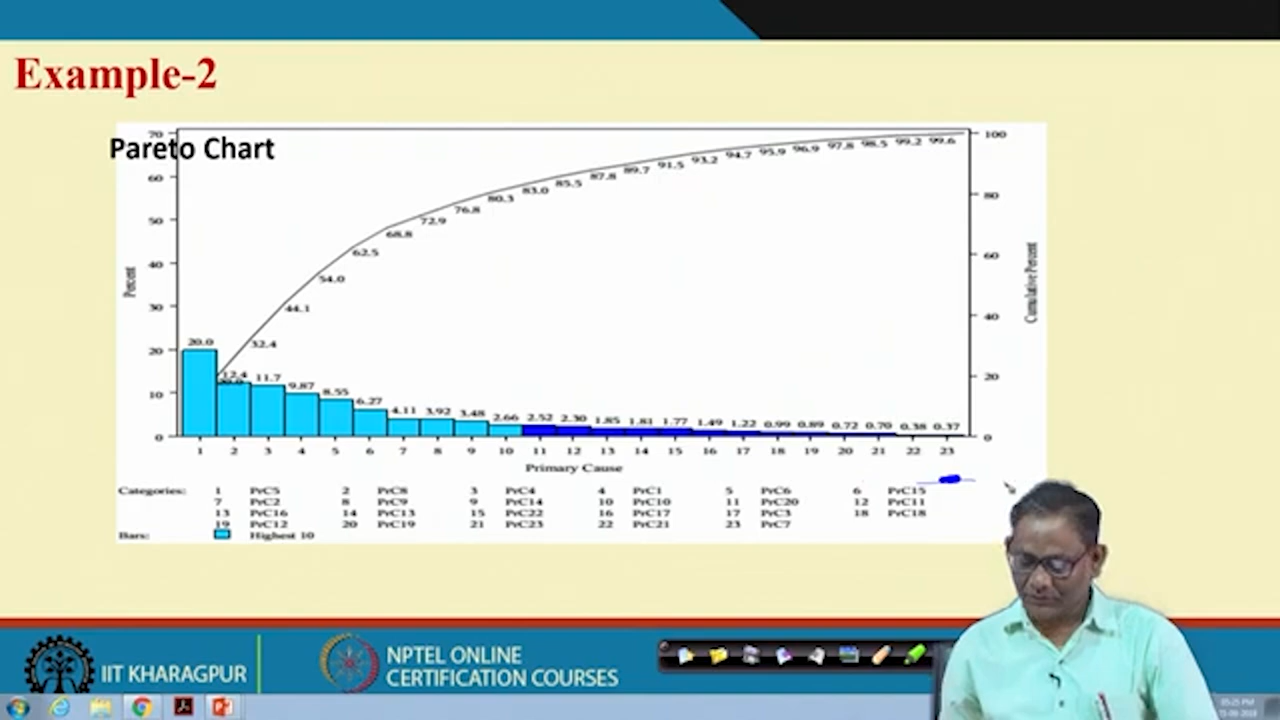 Example-2
Pareto Chart
70 60 50 40 30 20 10 0
Percent
100 80 60 40 20 0
Cumulative Percent
32.4 44.1 54.0 62.5 68.8 72.9 76.8 80.3 83.0 85.5 87.8 89.7 91.5 93.2 94.7 95.9 96.9 97.8 98.5 99.2 99.6
20.0 12.4 11.7 9.87 8.55 6.27 4.11 3.92 3.48 2.66 2.52 2.30 1.85 1.81 1.77 1.49 1.22 0.99 0.89 0.72 0.70 0.38 0.37
1 2 3 4 5 6 7 8 9 10 11 12 13 14 15 16 17 18 19 20 21 22 23
Primary Cause
Categories: 1 PrC5 2 PrC8 3 PrC4 4 PrC1 5 PrC6 6 PrC15
7 PrC2 8 PrC9 9 PrC14 10 PrC10 11 PrC20 12 PrC11
13 PrC16 14 PrC13 15 PrC22 16 PrC17 17 PrC3 18 PrC18
19 PrC12 20 PrC19 21 PrC23 22 PrC21 23 PrC7
Bars: Highest 10
IIT KHARAGPUR
NPTEL ONLINE
CERTIFICATION COURSES